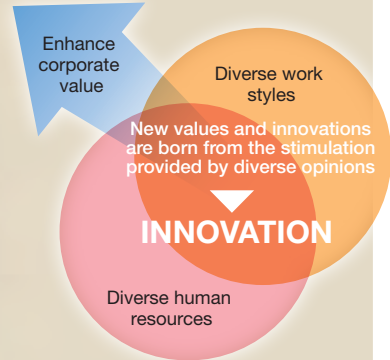 Enhance
corporate
value
Diverse work
styles
New values and innovations
are born from the stimulation
provided by diverse opinions
INNOVATION
Diverse human
resources